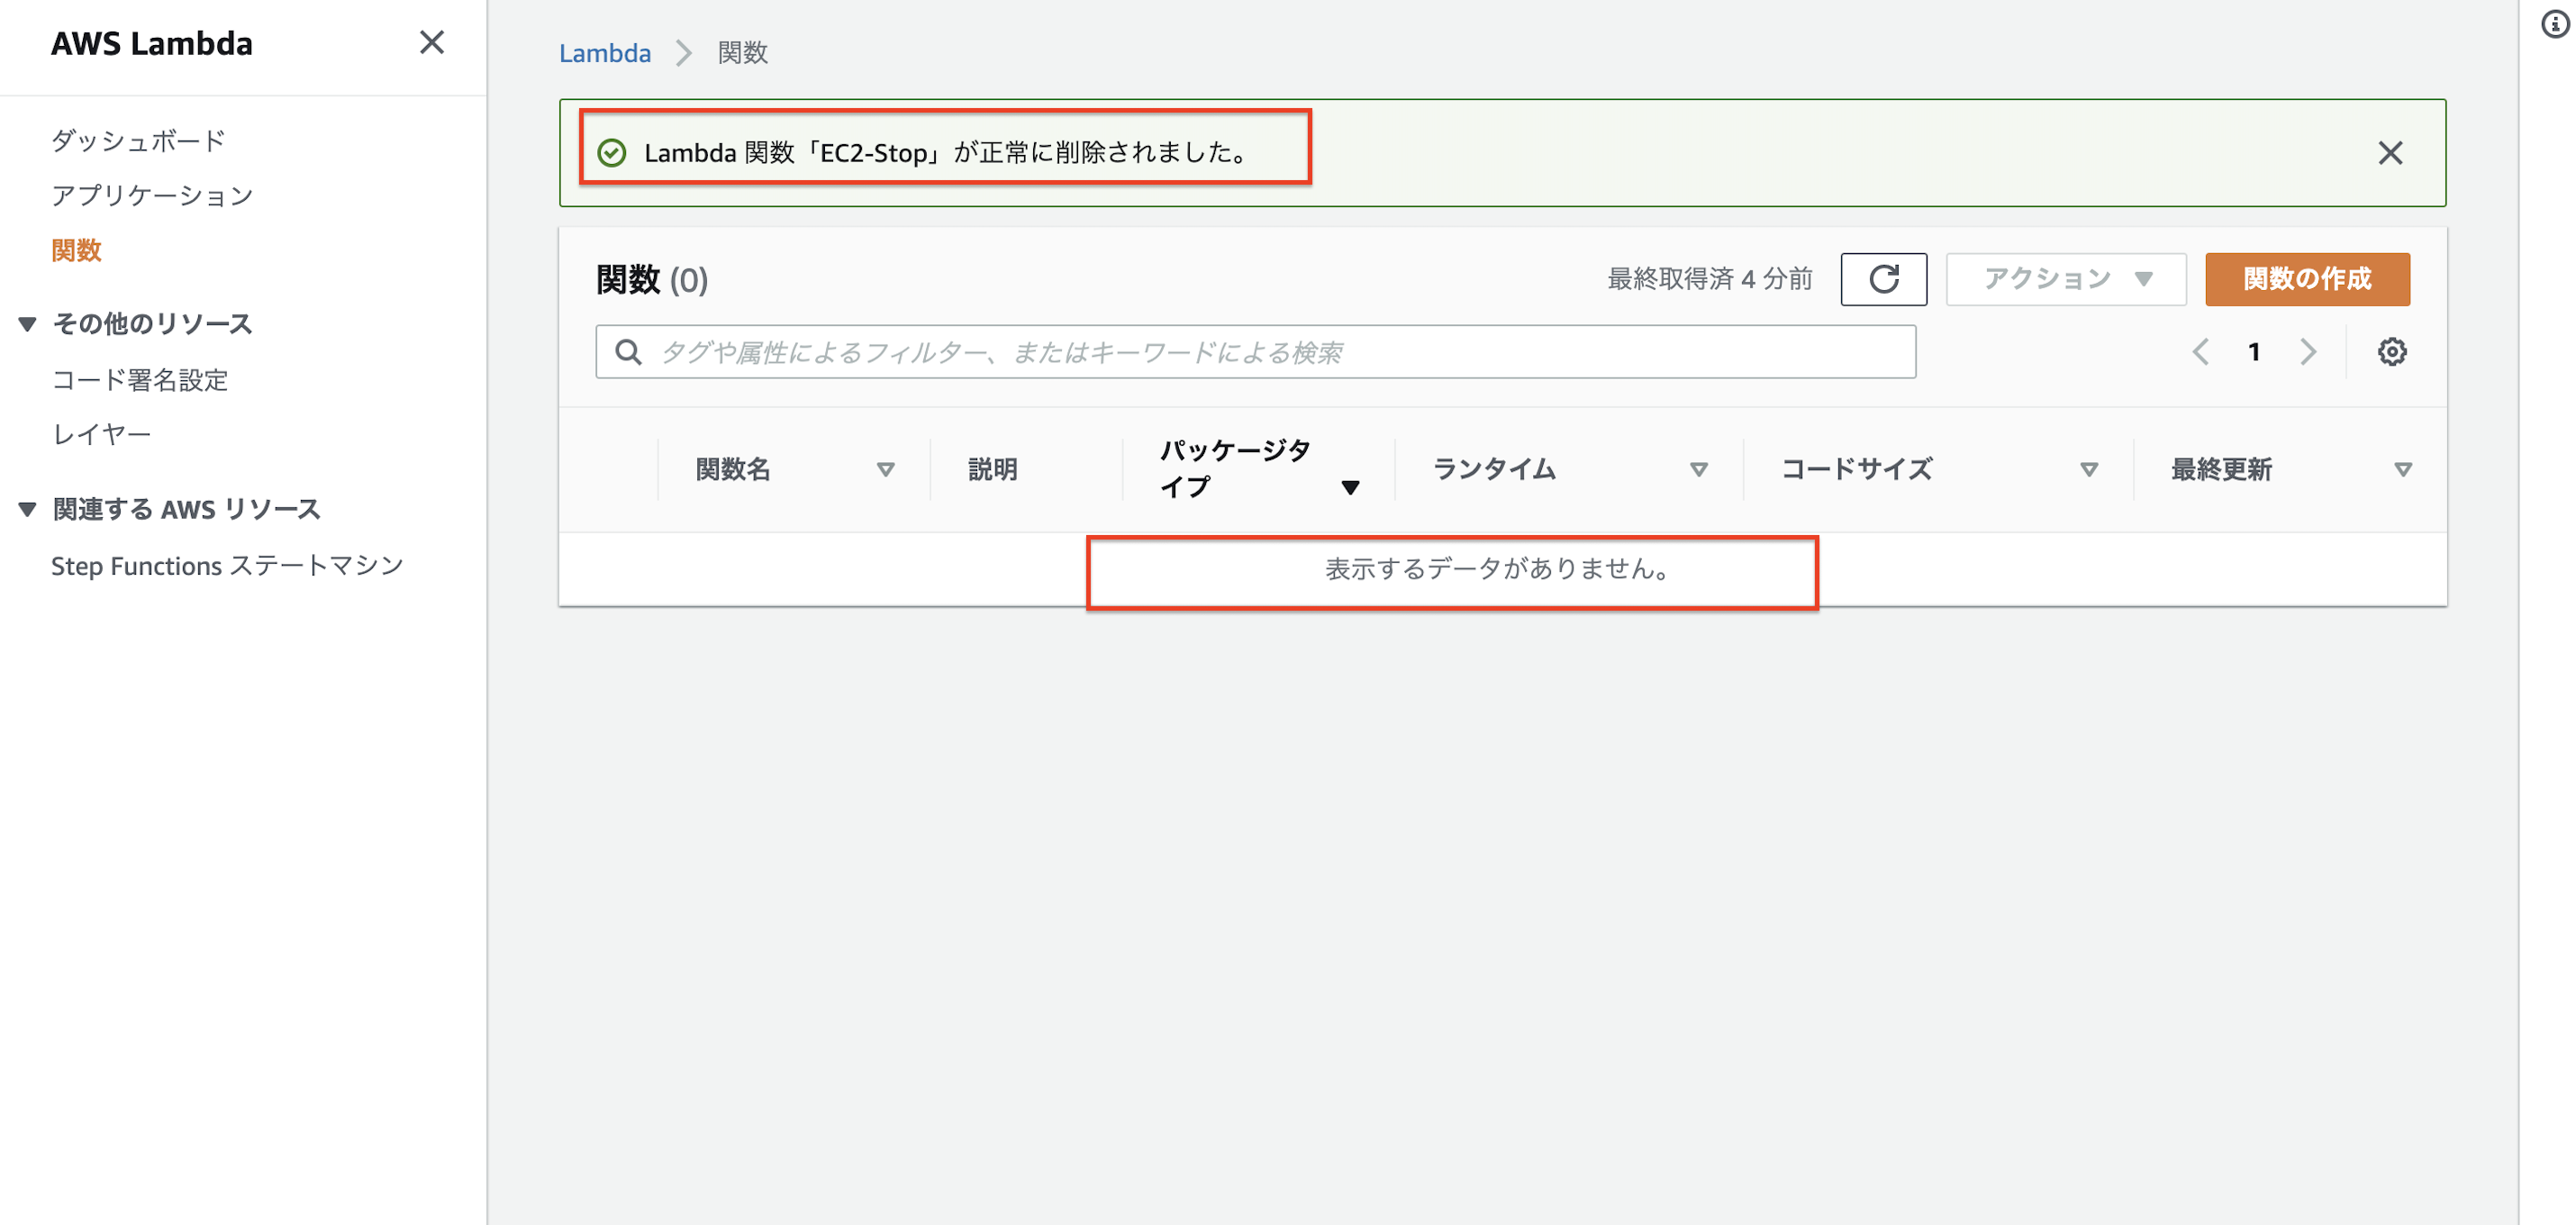 AWS Lambda
ダッシュボード
アプリケーション
関数
その他のリソース
コード署名設定
レイヤー
関連する AWS リソース
Step Functions ステートマシン
Lambda 関数
Lambda 関数「EC2-Stop」が正常に削除されました。
関数 (0)
最終取得済 4 分前
アクション
関数の作成
タグや属性によるフィルター、またはキーワードによる検索
1
関数名 説明 パッケージタ
イプ ランタイム コードサイズ 最終更新
表示するデータがありません。